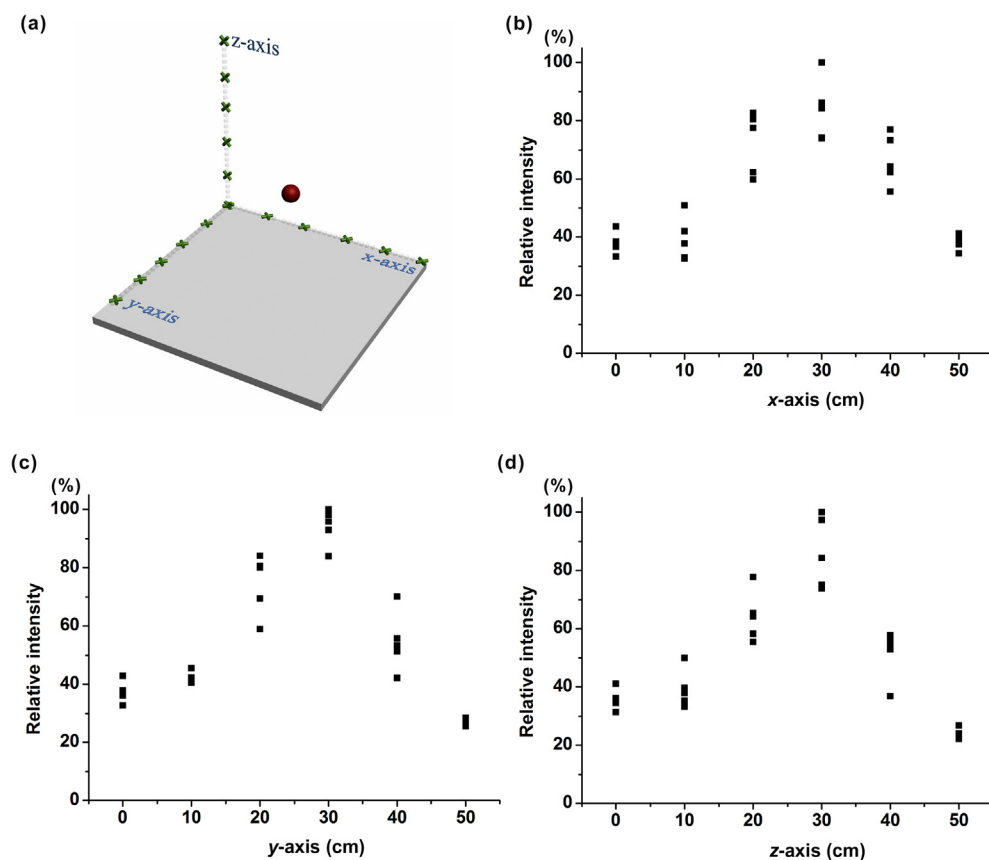 (a)
z-axis
x-axis
y-axis
(b)
(%)
100
80
60
40
20
0
Relative intensity
0 10 20 30 40 50
x-axis (cm)
(c)
(%)
100
80
60
40
20
0
Relative intensity
0 10 20 30 40 50
y-axis (cm)
(d)
(%)
100
80
60
40
20
0
Relative intensity
0 10 20 30 40 50
z-axis (cm)